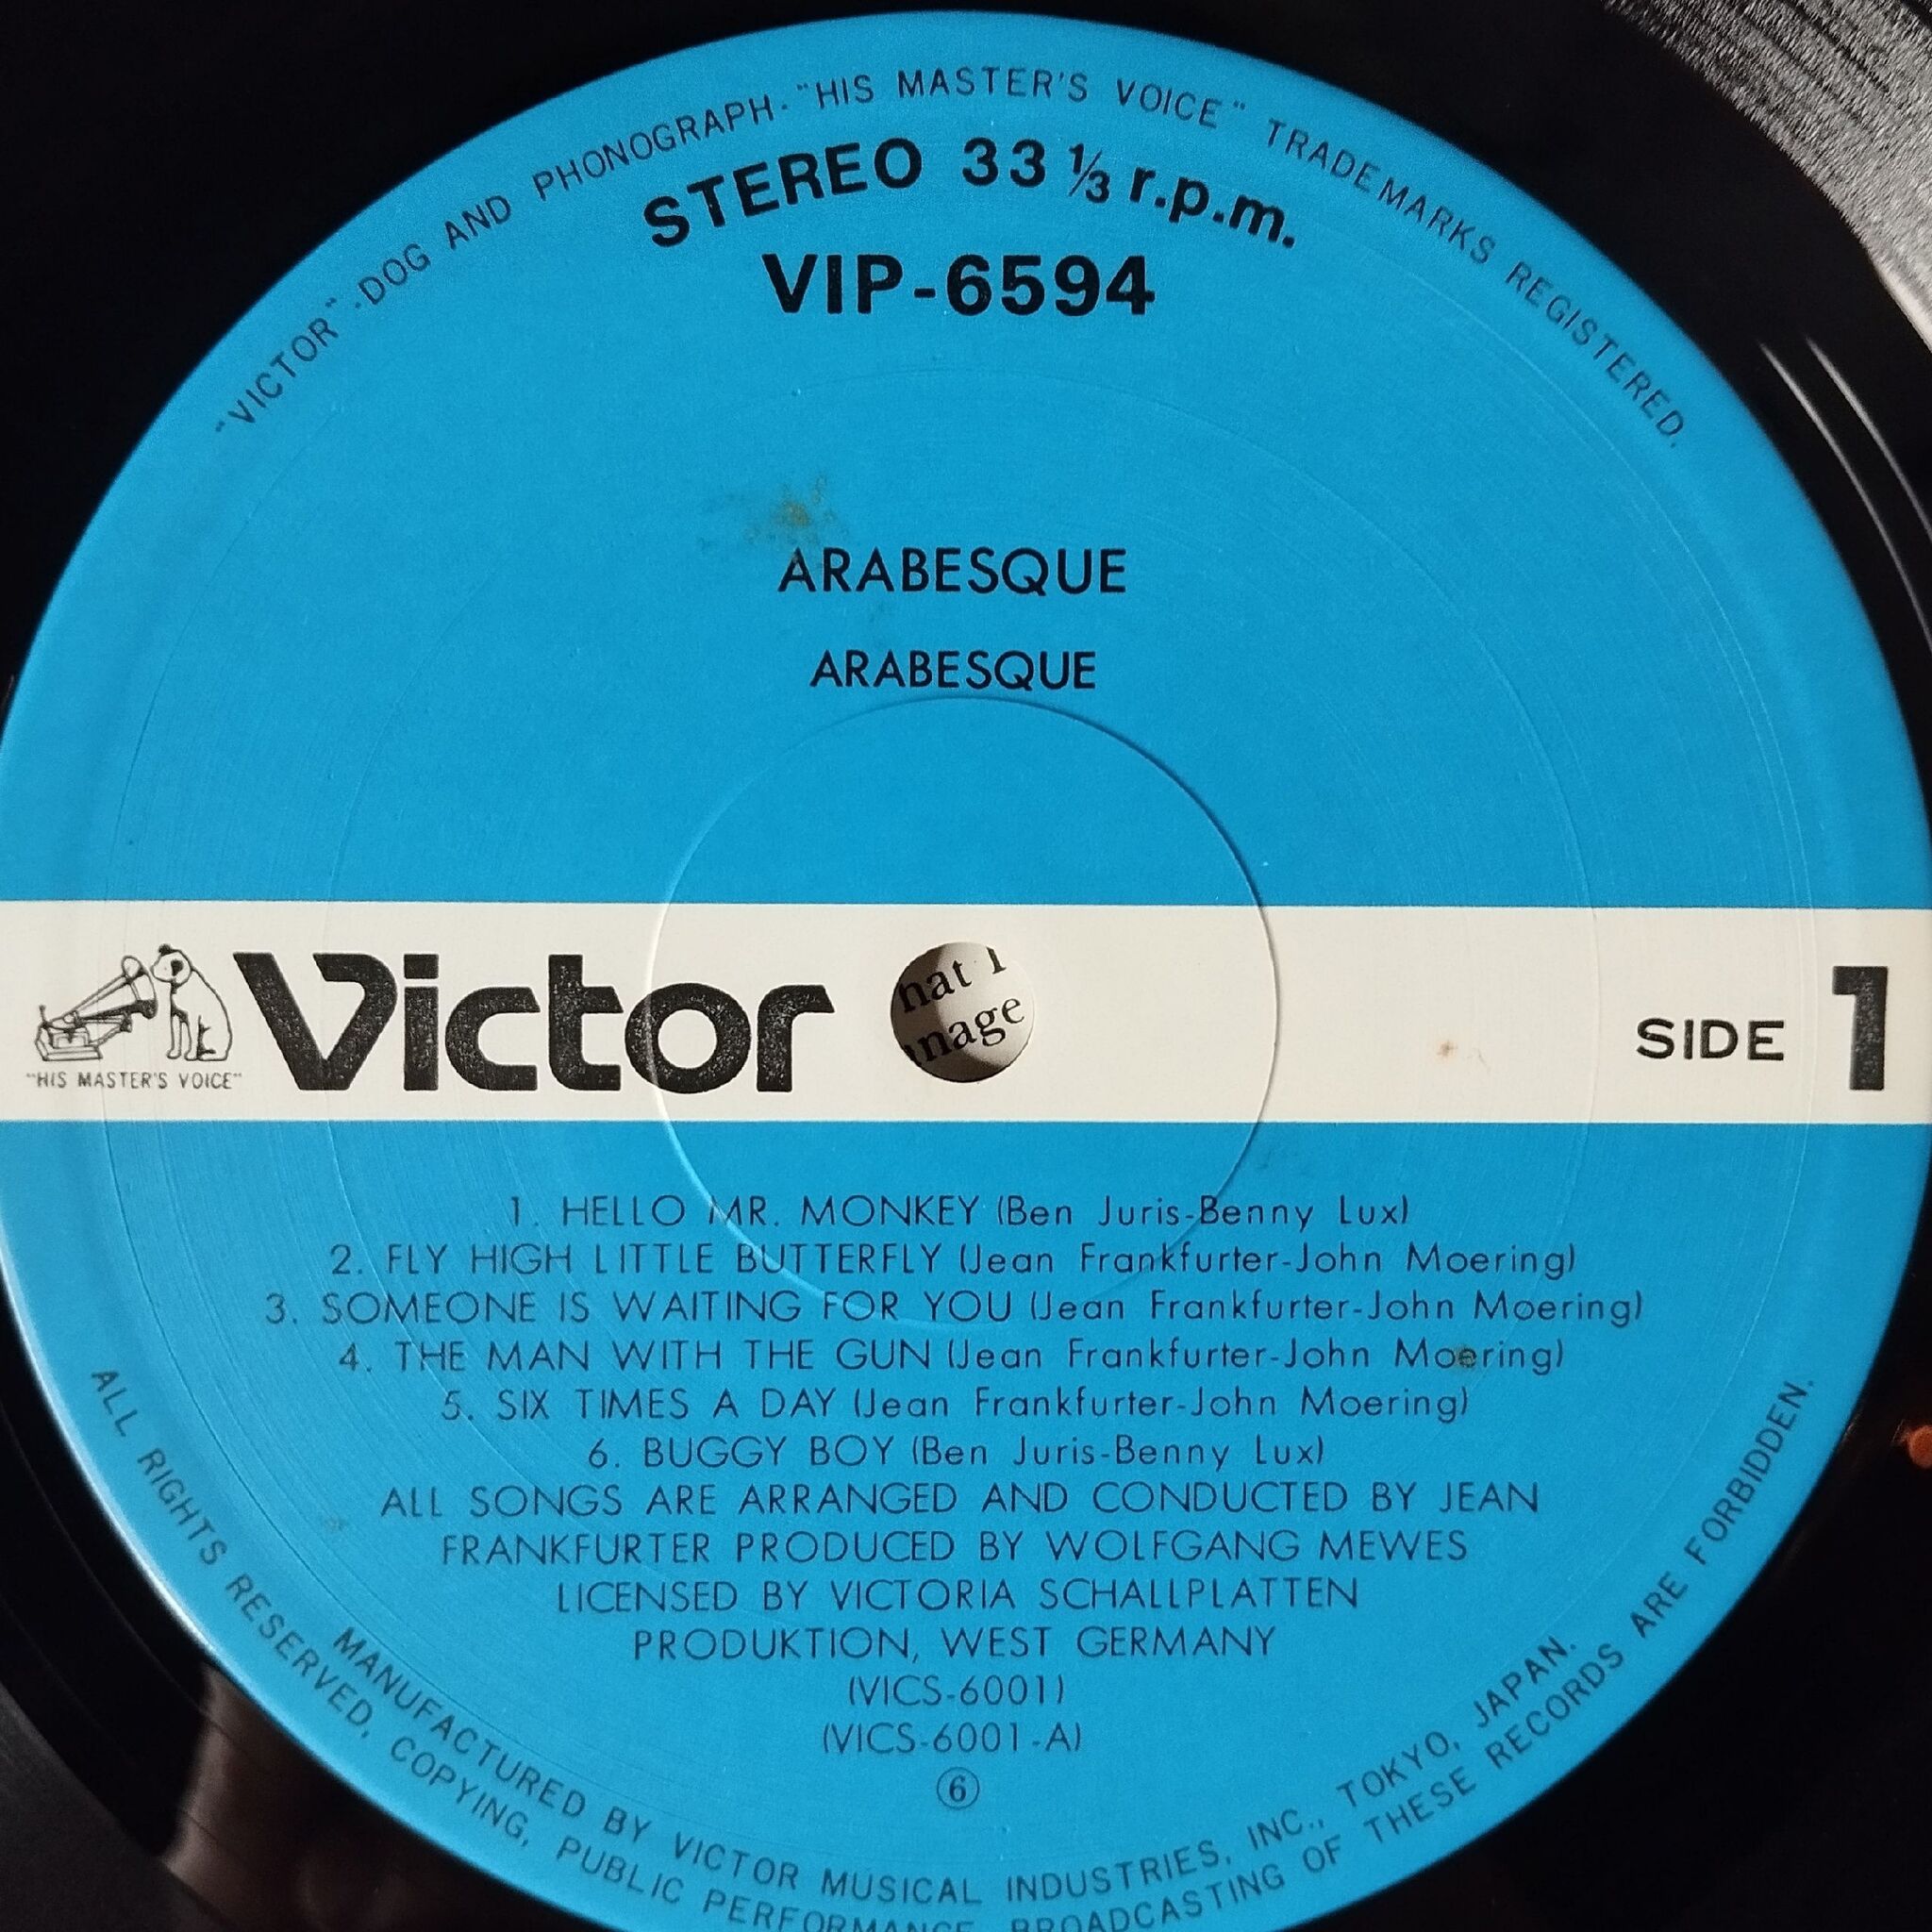 "VICTOR"-DOG AND PHONOGRAPH-"HIS MASTER'S VOICE" TRADEMARKS REGISTERED.
STEREO 33 ⅓ r.p.m.
VIP-6594
ARABESQUE
ARABESQUE
"HIS MASTER'S VOICE"
Victor
hat I
nage
SIDE 1
1. HELLO MR. MONKEY (Ben Juris-Benny Lux)
2. FLY HIGH LITTLE BUTTERFLY (Jean Frankfurter-John Moering)
3. SOMEONE IS WAITING FOR YOU (Jean Frankfurter-John Moering)
4. THE MAN WITH THE GUN (Jean Frankfurter-John Moering)
5. SIX TIMES A DAY (Jean Frankfurter-John Moering)
6. BUGGY BOY (Ben Juris-Benny Lux)
ALL SONGS ARE ARRANGED AND CONDUCTED BY JEAN
FRANKFURTER PRODUCED BY WOLFGANG MEWES
LICENSED BY VICTORIA SCHALLPLATTEN
PRODUKTION, WEST GERMANY
(VICS-6001)
(VICS-6001-A)
⑥
MANUFACTURED BY VICTOR MUSICAL INDUSTRIES, INC., TOKYO, JAPAN.
ALL RIGHTS RESERVED, COPYING, PUBLIC PERFORMANCE, BROADCASTING OF THESE RECORDS ARE FORBIDDEN.